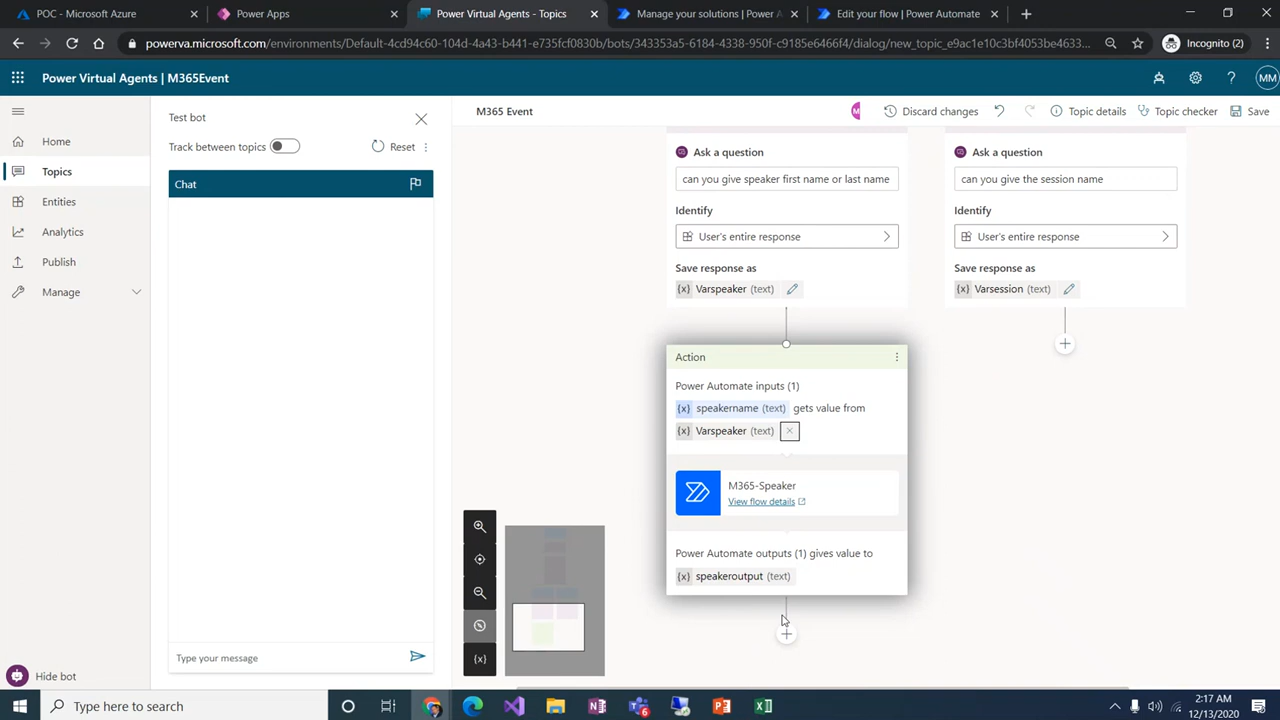 POC - Microsoft Azure
Power Apps
Power Virtual Agents - Topics
Manage your solutions | Power A
Edit your flow | Power Automate
powerva.microsoft.com/environments/Default-4cd94c60-104d-4a43-b471-e735fcf0830b/bots/343353a5-6184-4338-950f-c9185e6466f4/dialog/new_topic_e9ac1e10c3bf4053be463...
Incognito (2)
Power Virtual Agents | M365Event
MM
Home
Topics
Entities
Analytics
Publish
Manage
Hide bot
Test bot
Track between topics
Reset
Chat
Type your message
M365 Event
M
Discard changes
Topic details
Topic checker
Save
Ask a question
can you give speaker first name or last name
Identify
User's entire response
Save response as
{x} Varspeaker (text)
Ask a question
can you give the session name
Identify
User's entire response
Save response as
{x} Varsession (text)
Action
Power Automate inputs (1)
{x} speakername (text) gets value from
{x} Varspeaker (text)
M365-Speaker
View flow details
Power Automate outputs (1) gives value to
{x} speakeroutput (text)
{x}
Type here to search
2:17 AM
12/13/2020